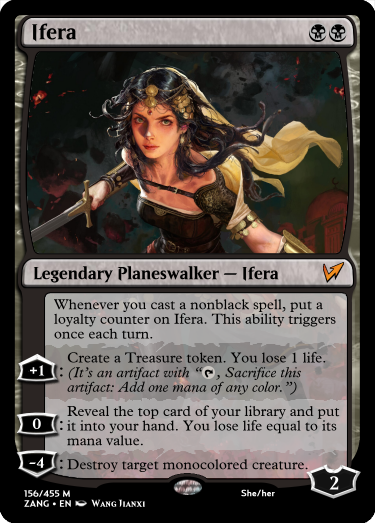 Ifera
Legendary Planeswalker — Ifera
Whenever you cast a nonblack spell, put a
loyalty counter on Ifera. This ability triggers
once each turn.
+1: Create a Treasure token. You lose 1 life.
(It's an artifact with “T, Sacrifice this
artifact: Add one mana of any color.”)
0: Reveal the top card of your library and put
it into your hand. You lose life equal to its
mana value.
-4: Destroy target monocolored creature.
2
156/455 M
She/her
ZANG • EN Wang Jianxi